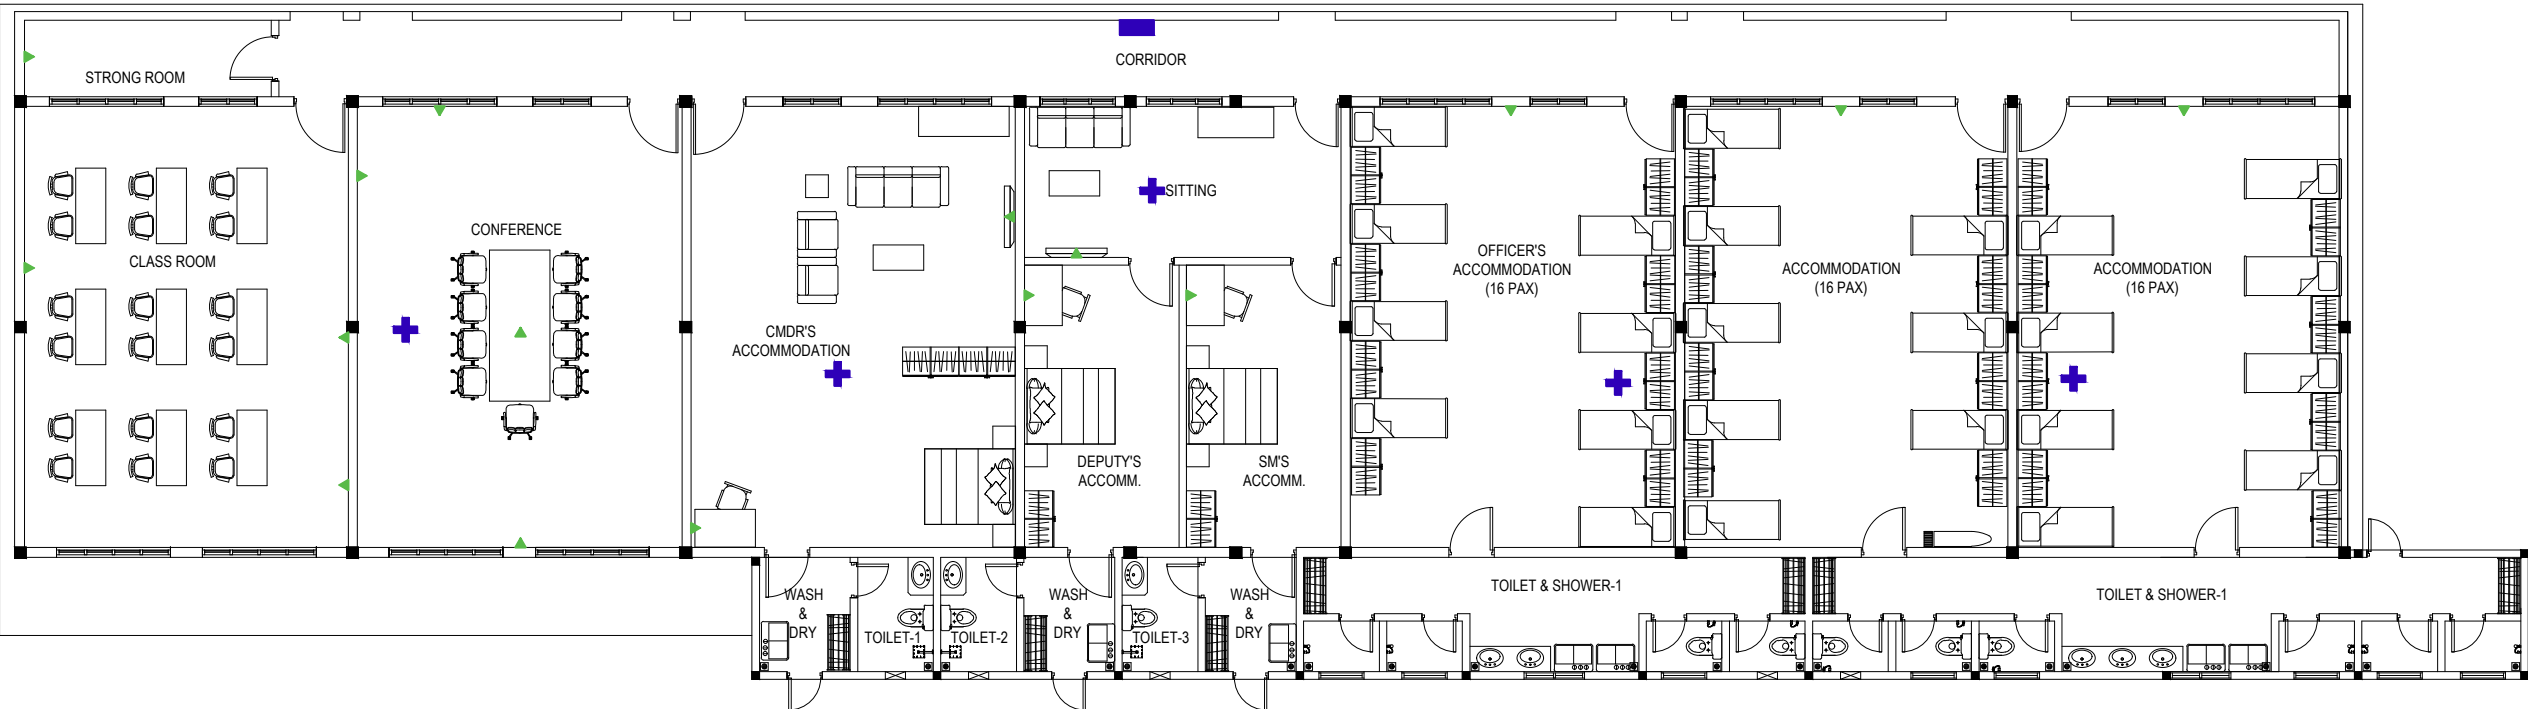 CORRIDOR
STRONG ROOM
SITTING
CONFERENCE
CLASS ROOM
OFFICER'S
ACCOMMODATION
(16 PAX)
ACCOMMODATION
(16 PAX)
ACCOMMODATION
(16 PAX)
CMDR'S
ACCOMMODATION
DEPUTY'S
ACCOMM.
SM'S
ACCOMM.
WASH
&
DRY
TOILET-1
TOILET-2
WASH
&
DRY
TOILET-3
WASH
&
DRY
TOILET & SHOWER-1
TOILET & SHOWER-1